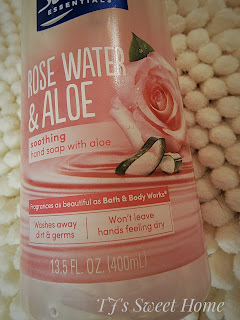 ESSENTIALS
ROSE WATER
& ALOE
soothing
hand soap with aloe
Fragrances as beautiful as Bath & Body Works®
Washes away
dirt & germs
Won't leave
hands feeling dry
13.5 FL. OZ. (400mL)
TJ's Sweet Home